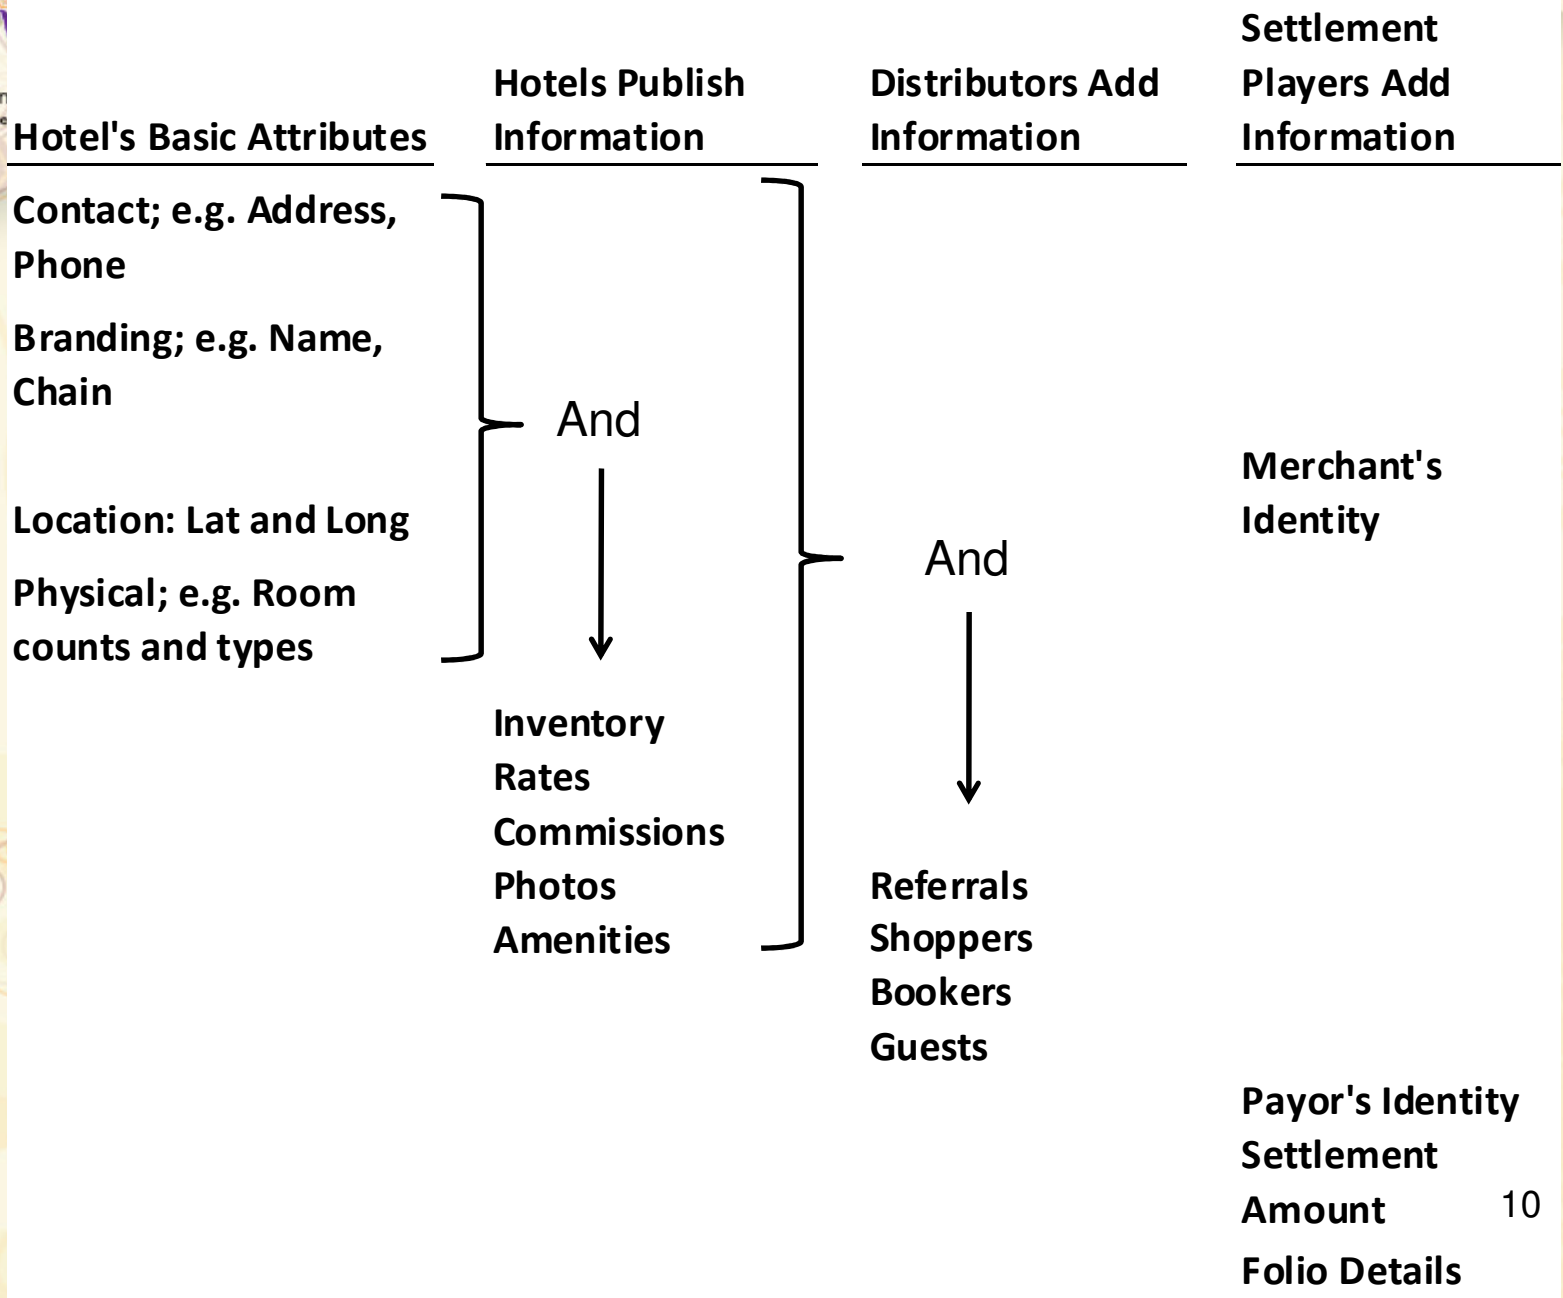 Hotel's Basic Attributes
Hotels Publish
Information
Distributors Add
Information
Settlement
Players Add
Information
Contact; e.g. Address,
Phone
Branding; e.g. Name,
Chain
Location: Lat and Long
Physical; e.g. Room
counts and types
And
Inventory
Rates
Commissions
Photos
Amenities
And
Referrals
Shoppers
Bookers
Guests
Merchant's
Identity
Payor's Identity
Settlement
Amount
Folio Details
10